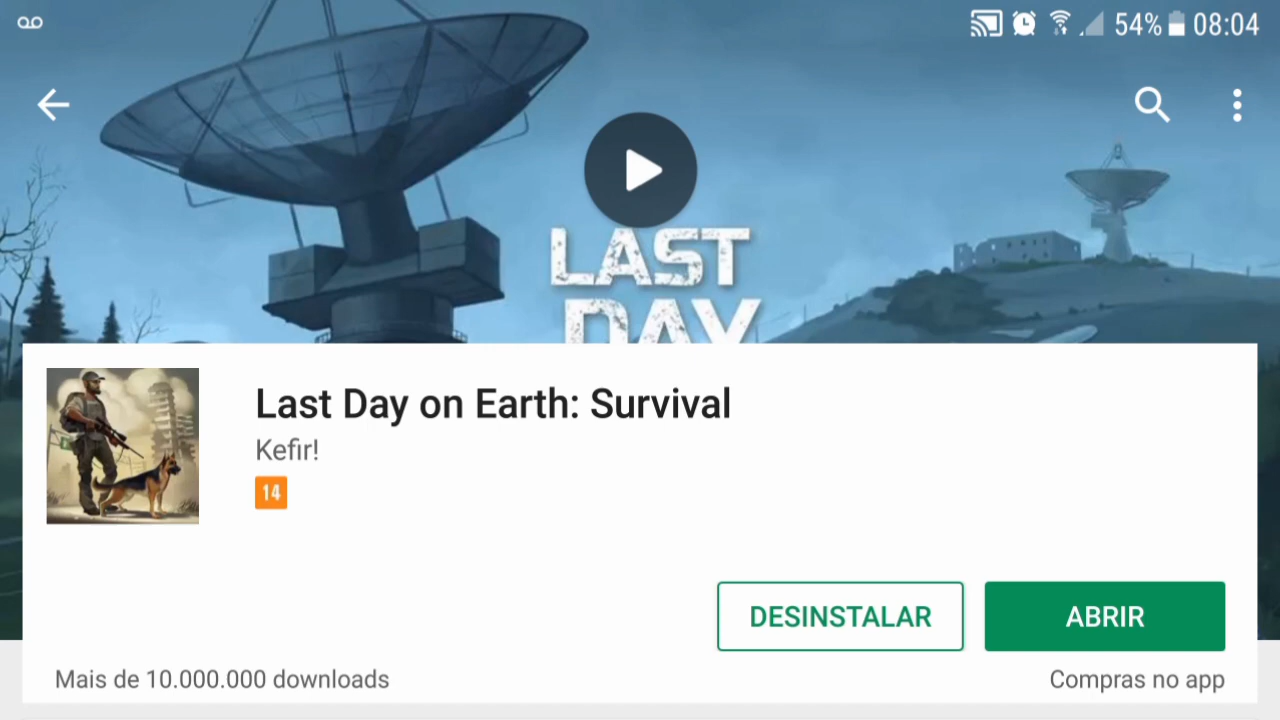 54% 08:04
LAST
DAY
Last Day on Earth: Survival
Kefir!
14
DESINSTALAR
ABRIR
Mais de 10.000.000 downloads
Compras no app